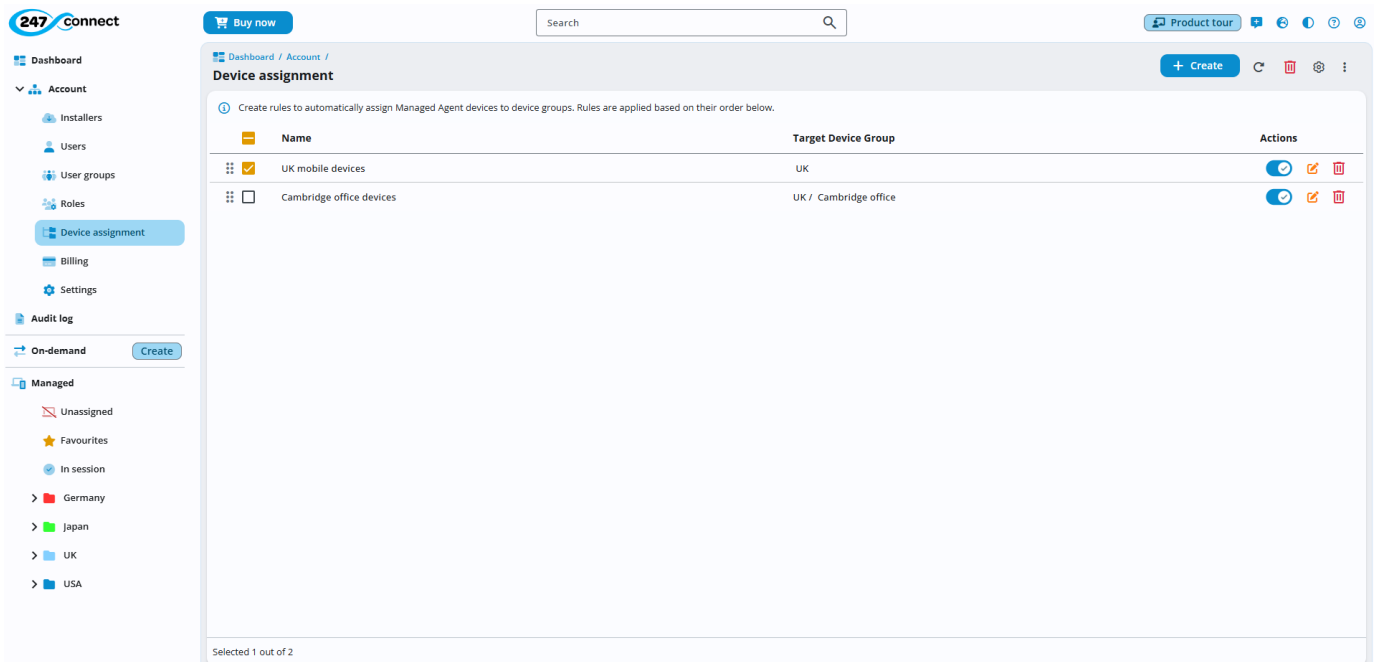 247 connect
Buy now
Search
Product tour
Dashboard
Account
Installers
Users
User groups
Roles
Device assignment
Billing
Settings
Audit log
On-demand Create
Managed
Unassigned
Favourites
In session
Germany
Japan
UK
USA
Dashboard / Account /
Device assignment
Create
Create rules to automatically assign Managed Agent devices to device groups. Rules are applied based on their order below.
Name Target Device Group Actions
UK mobile devices UK
Cambridge office devices UK / Cambridge office
Selected 1 out of 2